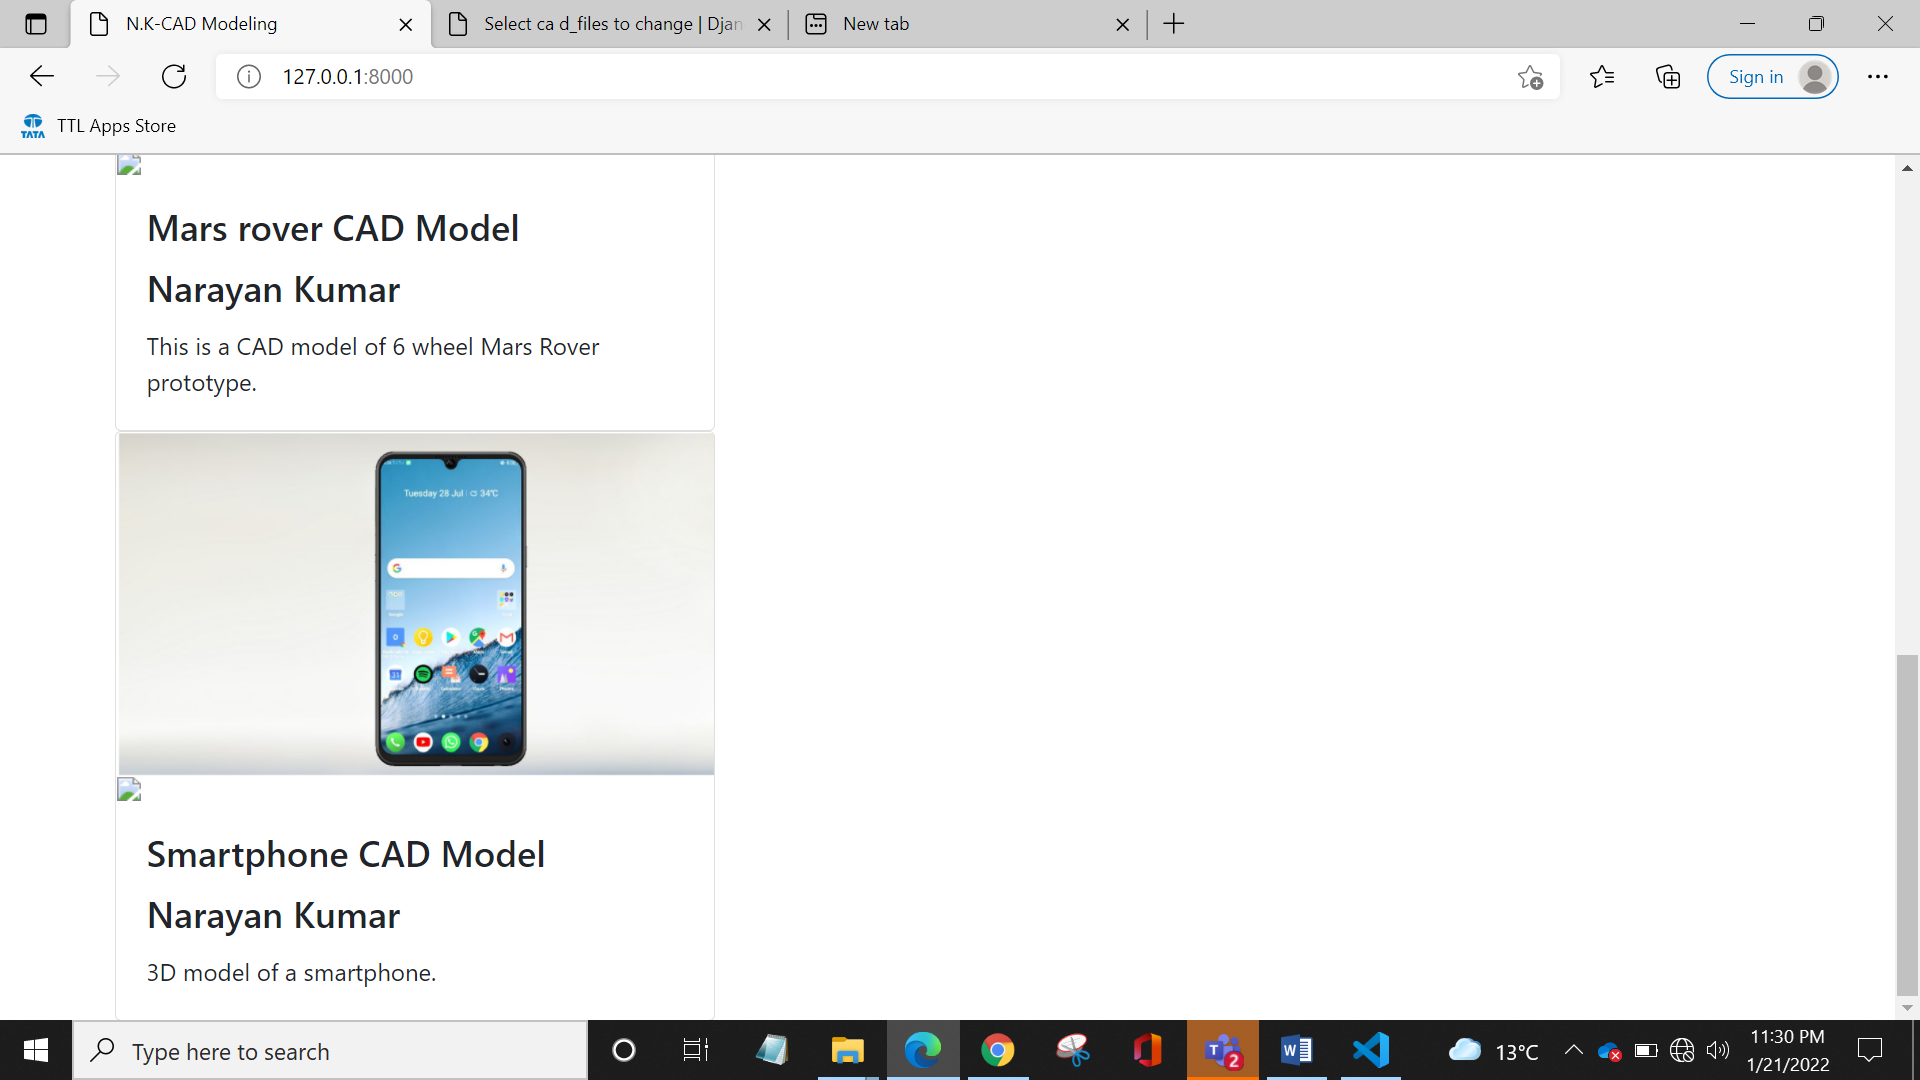 N.K-CAD Modeling
Select ca d_files to change | Djan
New tab
127.0.0.1:8000
Sign in
TATA
TTL Apps Store
Mars rover CAD Model
Narayan Kumar
This is a CAD model of 6 wheel Mars Rover
prototype.
Tuesday 28 Jul
34°C
Smartphone CAD Model
Narayan Kumar
3D model of a smartphone.
Type here to search
2
13°C
11:30 PM
1/21/2022